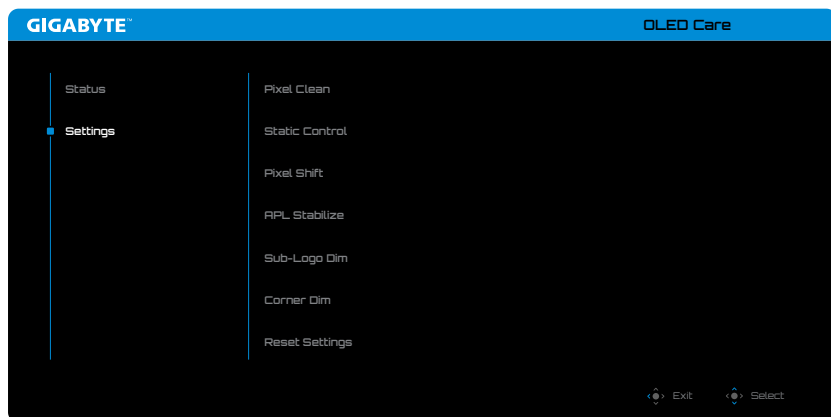 GIGABYTE™
OLED Care
Status
Settings
Pixel Clean
Static Control
Pixel Shift
APL Stabilize
Sub-Logo Dim
Corner Dim
Reset Settings
Exit
Select